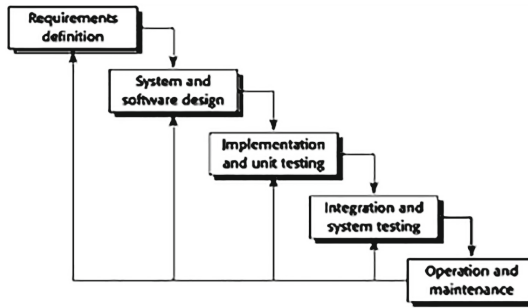 Requirements
definition
System and
software design
Implementation
and unit testing
Integration and
system testing
Operation and
maintenance